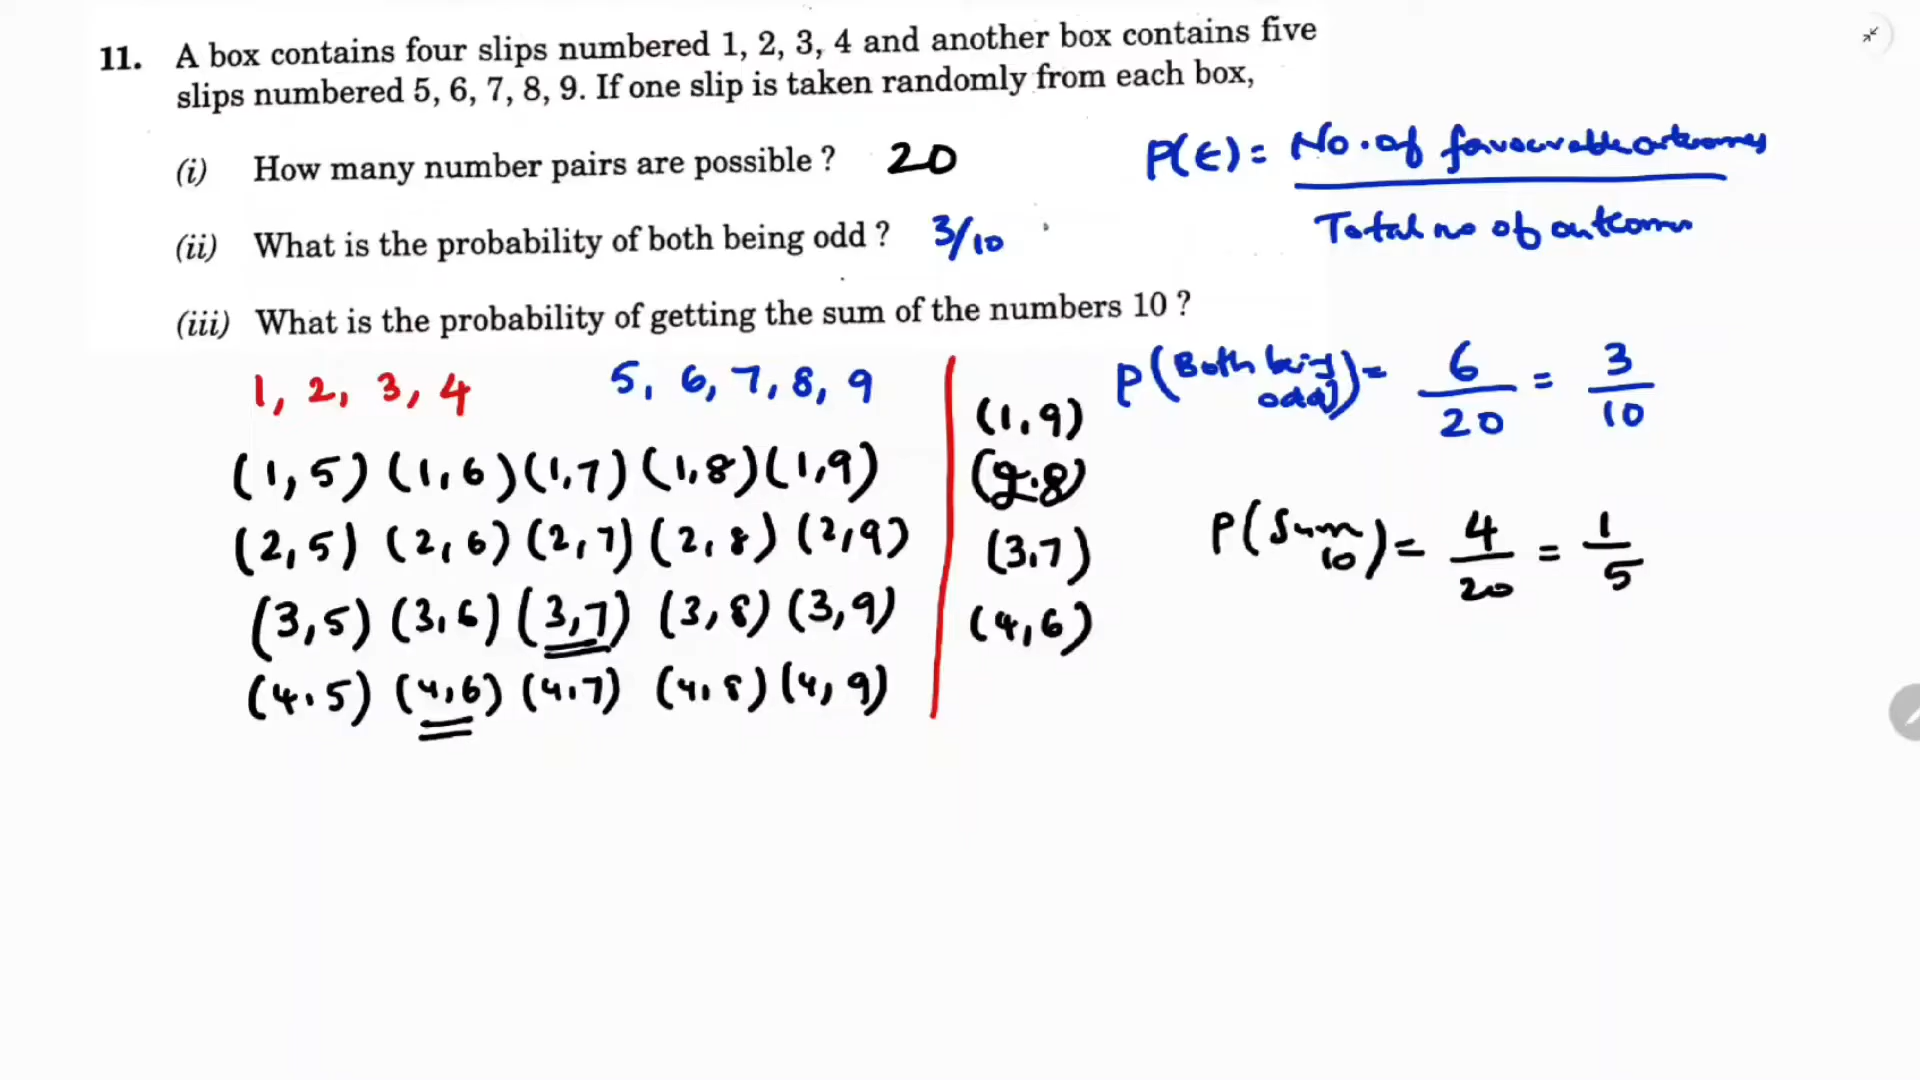 11. A box contains four slips numbered 1, 2, 3, 4 and another box contains five
slips numbered 5, 6, 7, 8, 9. If one slip is taken randomly from each box,
(i) How many number pairs are possible ? 20
P(E) = No. of favourable outcomes
Total no of outcomes
(ii) What is the probability of both being odd ? 3/10
(iii) What is the probability of getting the sum of the numbers 10 ?
1, 2, 3, 4
5, 6, 7, 8, 9
(1,5) (1,6) (1,7) (1,8) (1,9)
(2,5) (2,6) (2,7) (2,8) (2,9)
(3,5) (3,6) (3,7) (3,8) (3,9)
(4,5) (4,6) (4,7) (4,8) (4,9)
(1,9)
(2,8)
(3,7)
(4,6)
P(Both being odd) = 6/20 = 3/10
P(Sum 10) = 4/20 = 1/5